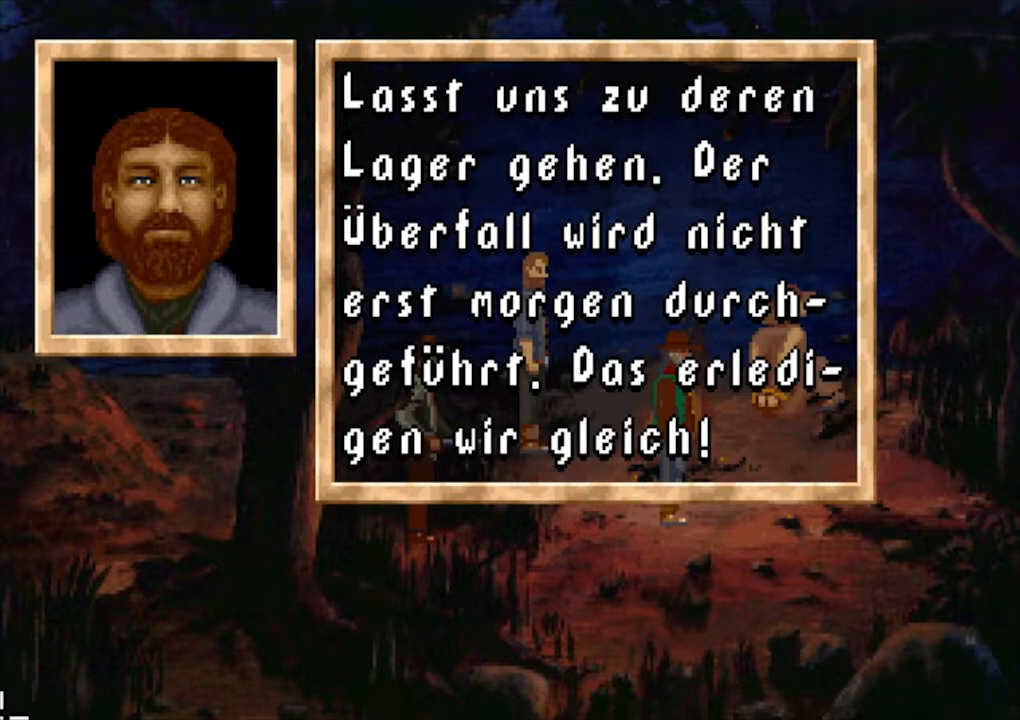 Lasst uns zu deren
Lager gehen. Der
Überfall wird nicht
erst morgen durch-
geführt. Das erledi-
gen wir gleich!